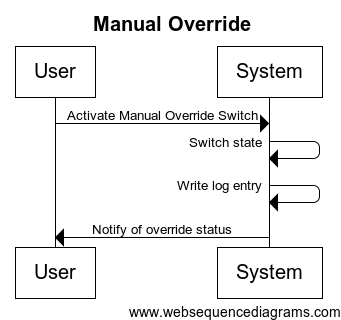 Manual Override
User
System
Activate Manual Override Switch
Switch state
Write log entry
Notify of override status
User
System
www.websequencediagrams.com